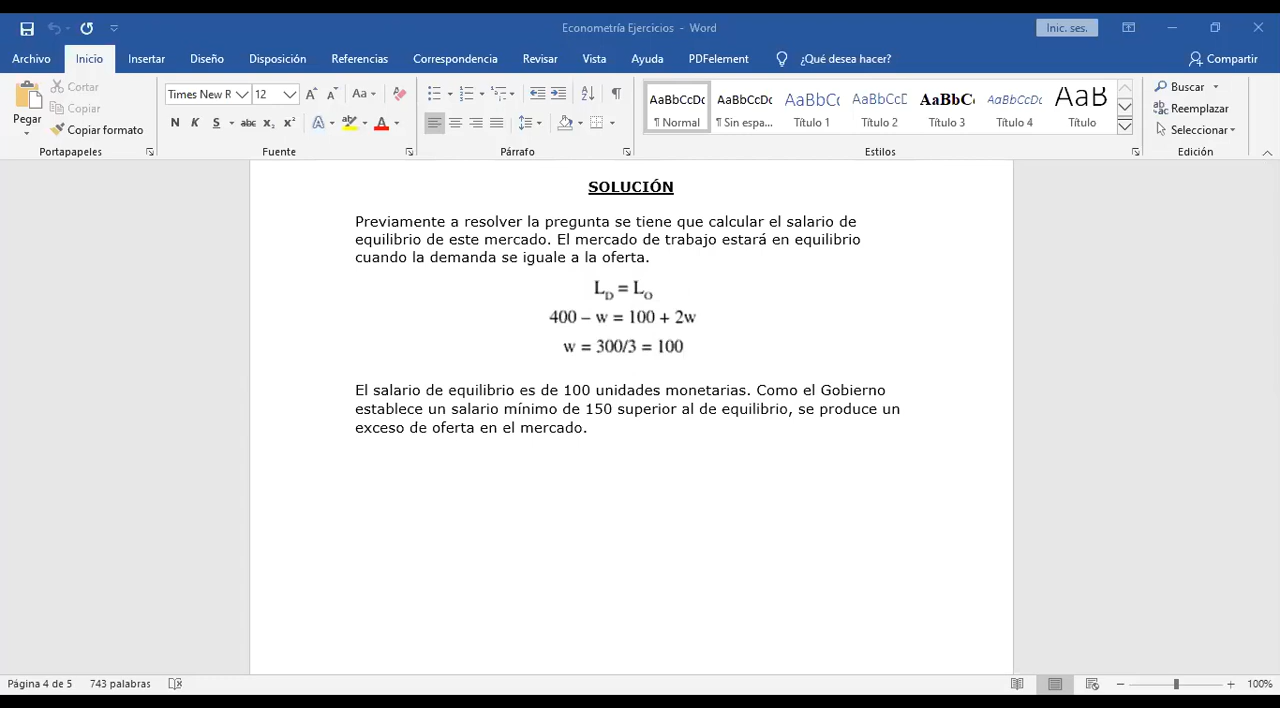 Econometría Ejercicios - Word
Inic. ses.
Archivo Inicio Insertar Diseño Disposición Referencias Correspondencia Revisar Vista Ayuda PDFelement ¿Qué desea hacer? Compartir
Pegar
Cortar
Copiar
Copiar formato
Portapapeles
Times New R 12
Aa
N K S abc x₂ x² A A
Fuente
Párrafo
AaBbCcDc AaBbCcDc AaBbCc AaBbCcD AaBbC AaBbCcDc AaB
¶ Normal ¶ Sin espa... Título 1 Título 2 Título 3 Título 4 Título
Estilos
Buscar
Reemplazar
Seleccionar
Edición
SOLUCIÓN
Previamente a resolver la pregunta se tiene que calcular el salario de
equilibrio de este mercado. El mercado de trabajo estará en equilibrio
cuando la demanda se iguale a la oferta.
L_D = L_O
400 – w = 100 + 2w
w = 300/3 = 100
El salario de equilibrio es de 100 unidades monetarias. Como el Gobierno
establece un salario mínimo de 150 superior al de equilibrio, se produce un
exceso de oferta en el mercado.
Página 4 de 5 743 palabras 100%